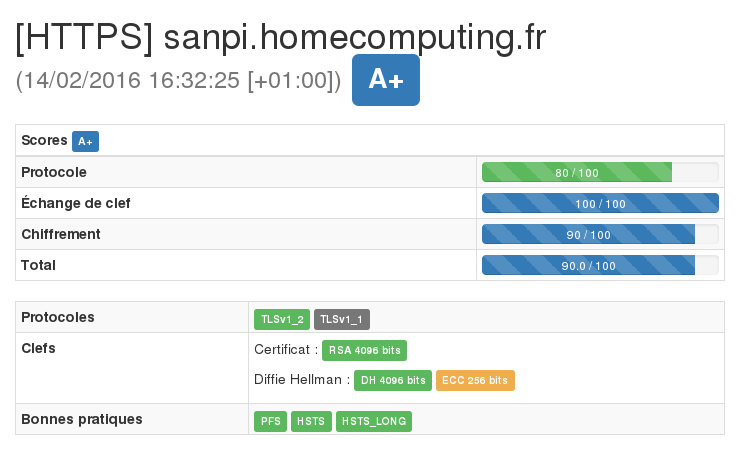 [HTTPS] sanpi.homecomputing.fr
(14/02/2016 16:32:25 [+01:00]) A+
Scores A+
Protocole 80 / 100
Échange de clef 100 / 100
Chiffrement 90 / 100
Total 90.0 / 100
Protocoles TLSv1_2 TLSv1_1
Clefs Certificat : RSA 4096 bits
Diffie Hellman : DH 4096 bits ECC 256 bits
Bonnes pratiques PFS HSTS HSTS_LONG